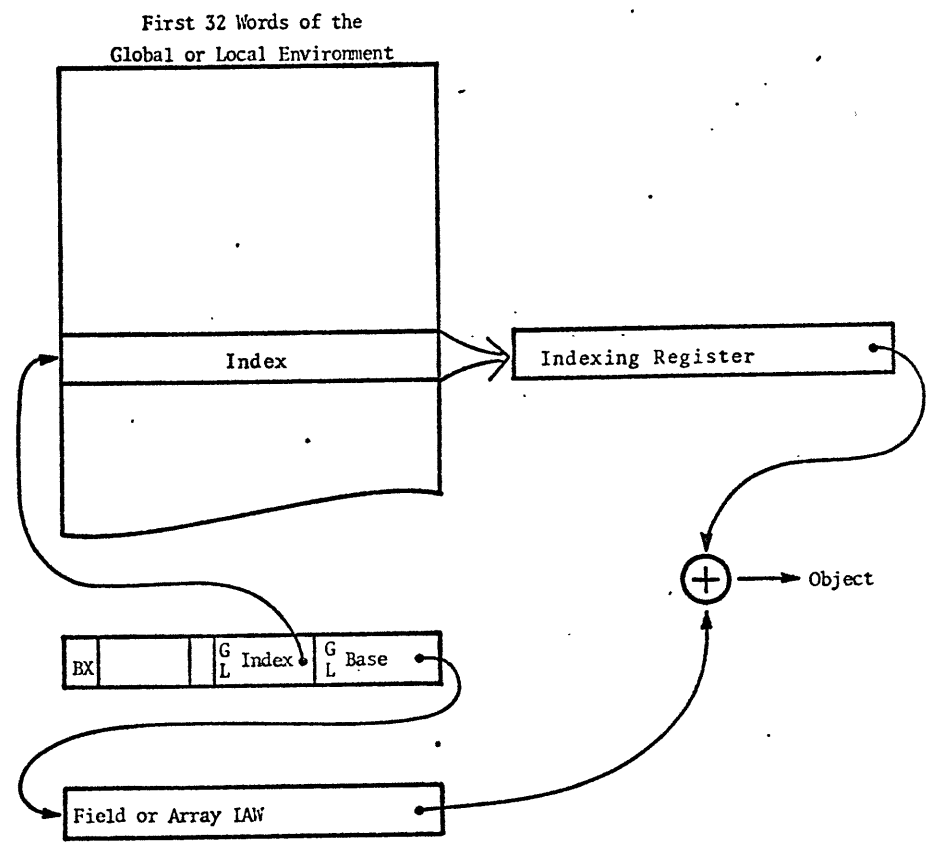 First 32 Words of the
Global or Local Environment
Index
Indexing Register
+
Object
BX
G
L
Index
G
L
Base
Field or Array IAW